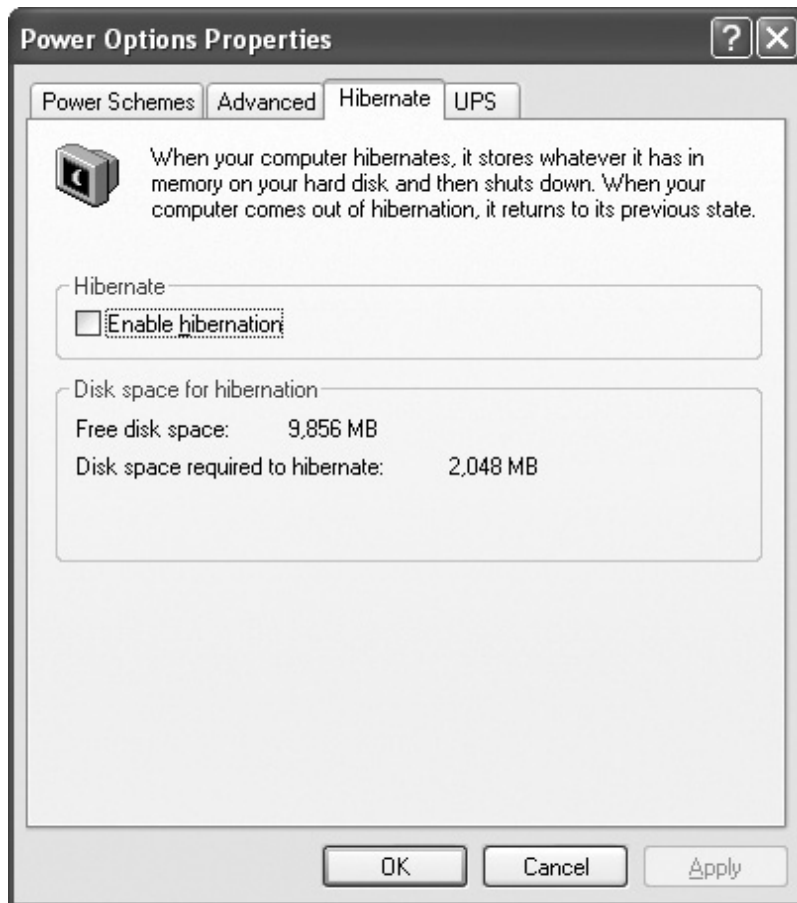 Power Options Properties
Power Schemes Advanced Hibernate UPS
When your computer hibernates, it stores whatever it has in
memory on your hard disk and then shuts down. When your
computer comes out of hibernation, it returns to its previous state.
Hibernate
Enable hibernation
Disk space for hibernation
Free disk space: 9,856 MB
Disk space required to hibernate: 2,048 MB
OK Cancel Apply